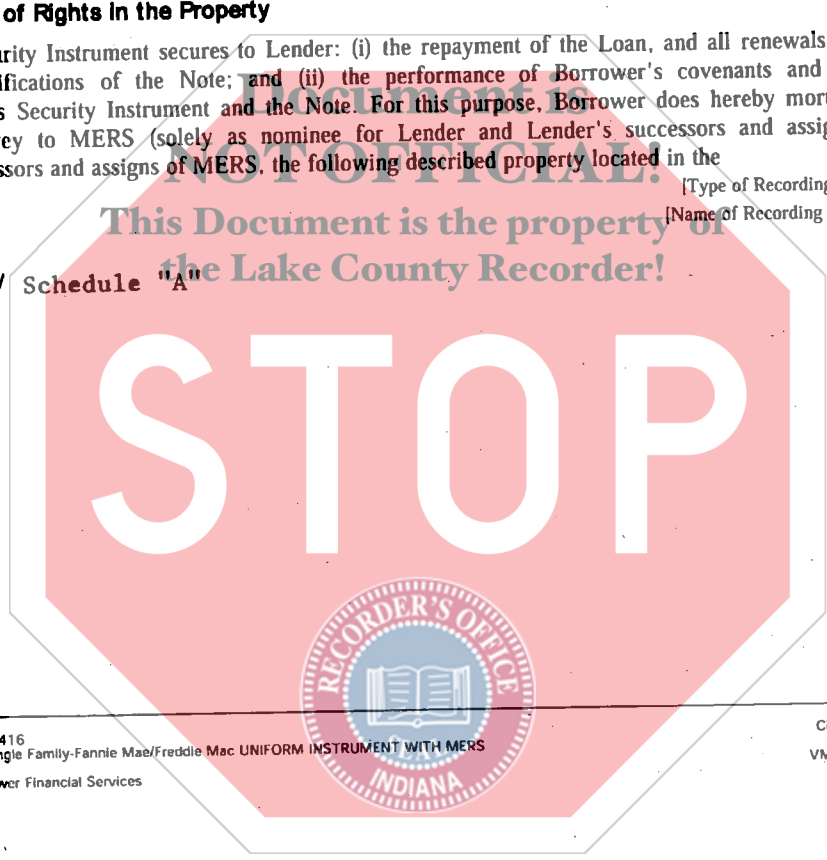 of Rights in the Property
urity Instrument secures to Lender: (i) the repayment of the Loan, and all renewals
ifications of the Note; and (ii) the performance of Borrower's covenants and
s Security Instrument and the Note. For this purpose, Borrower does hereby mort
ey to MERS (solely as nominee for Lender and Lender's successors and assig
ssors and assigns of MERS, the following described property located in the
[Type of Recording
[Name of Recording
Document is
NOT OFFICIAL!
This Document is the property of
the Lake County Recorder!
Schedule "A"
STOP
RECORDER'S OFFICE
SEAL
INDIANA
416
ngle Family-Fannie Mae/Freddie Mac UNIFORM INSTRUMENT WITH MERS
wer Financial Services
VM